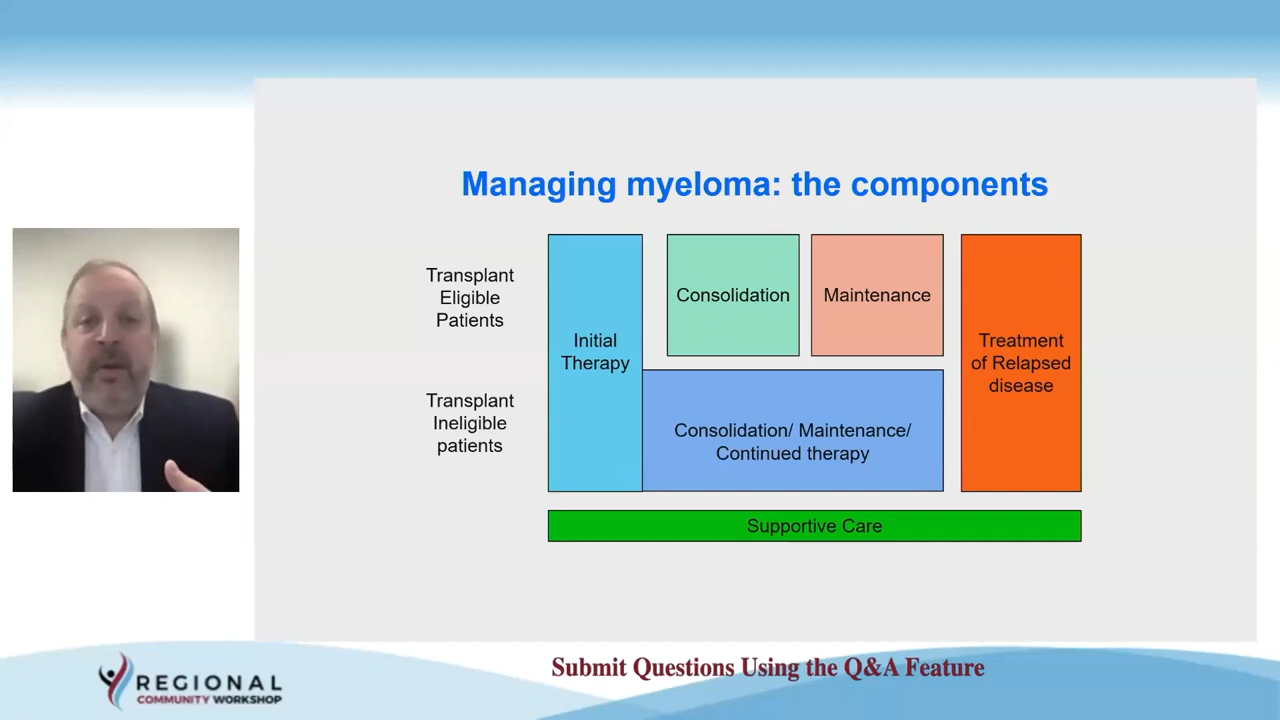 Managing myeloma: the components
Transplant
Eligible
Patients
Transplant
Ineligible
patients
Initial
Therapy
Consolidation
Maintenance
Consolidation/ Maintenance/
Continued therapy
Treatment
of Relapsed
disease
Supportive Care
REGIONAL
COMMUNITY WORKSHOP
Submit Questions Using the Q&A Feature